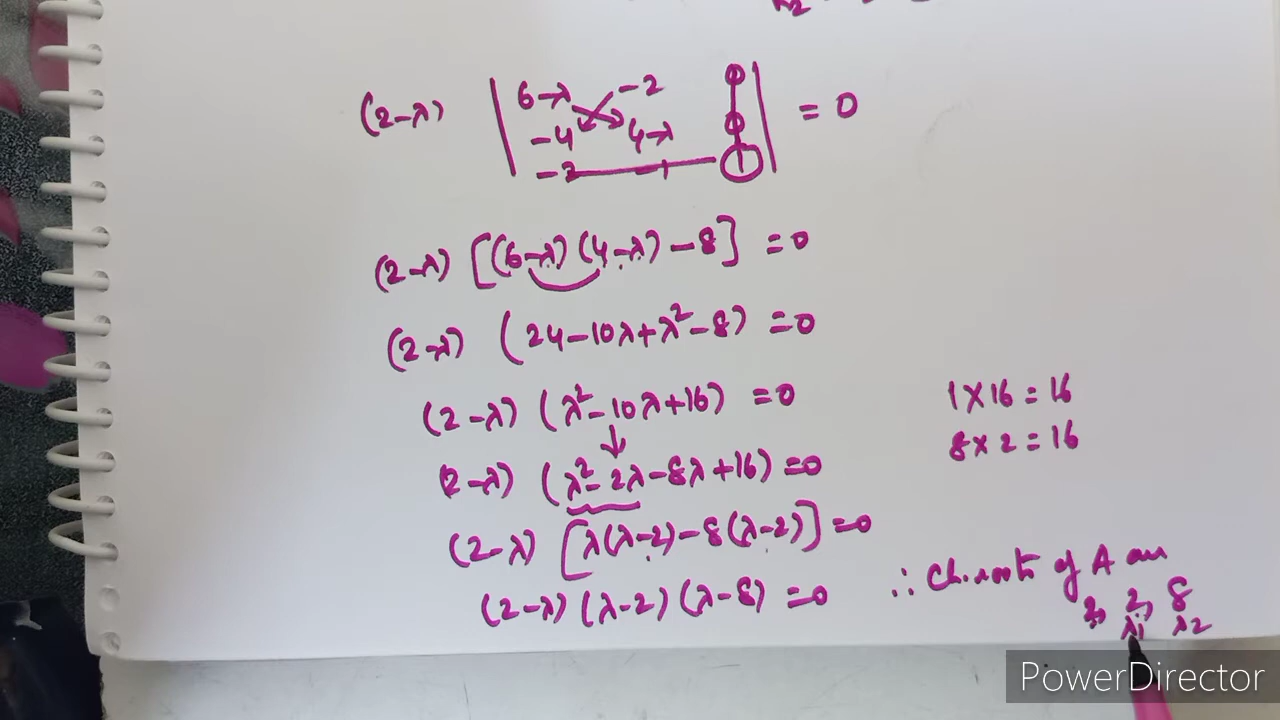 λ2
(2-λ) | 6-λ -2 0 | = 0
-4 4-λ 0
-2 1
(2-λ) [(6-λ) (4-λ) - 8] = 0
(2-λ) (24-10λ+λ²-8) = 0
(2-λ) (λ²-10λ+16) = 0
1 X 16 = 16
↓
8 x 2 = 16
(2-λ) (λ²-2λ-8λ+16) = 0
(2-λ) [λ(λ-2)-8(λ-2)] = 0
(2-λ) (λ-2) (λ-8) = 0
∴ Ch. roots of A are
2, 2, 8
λ1 λ2
PowerDirector